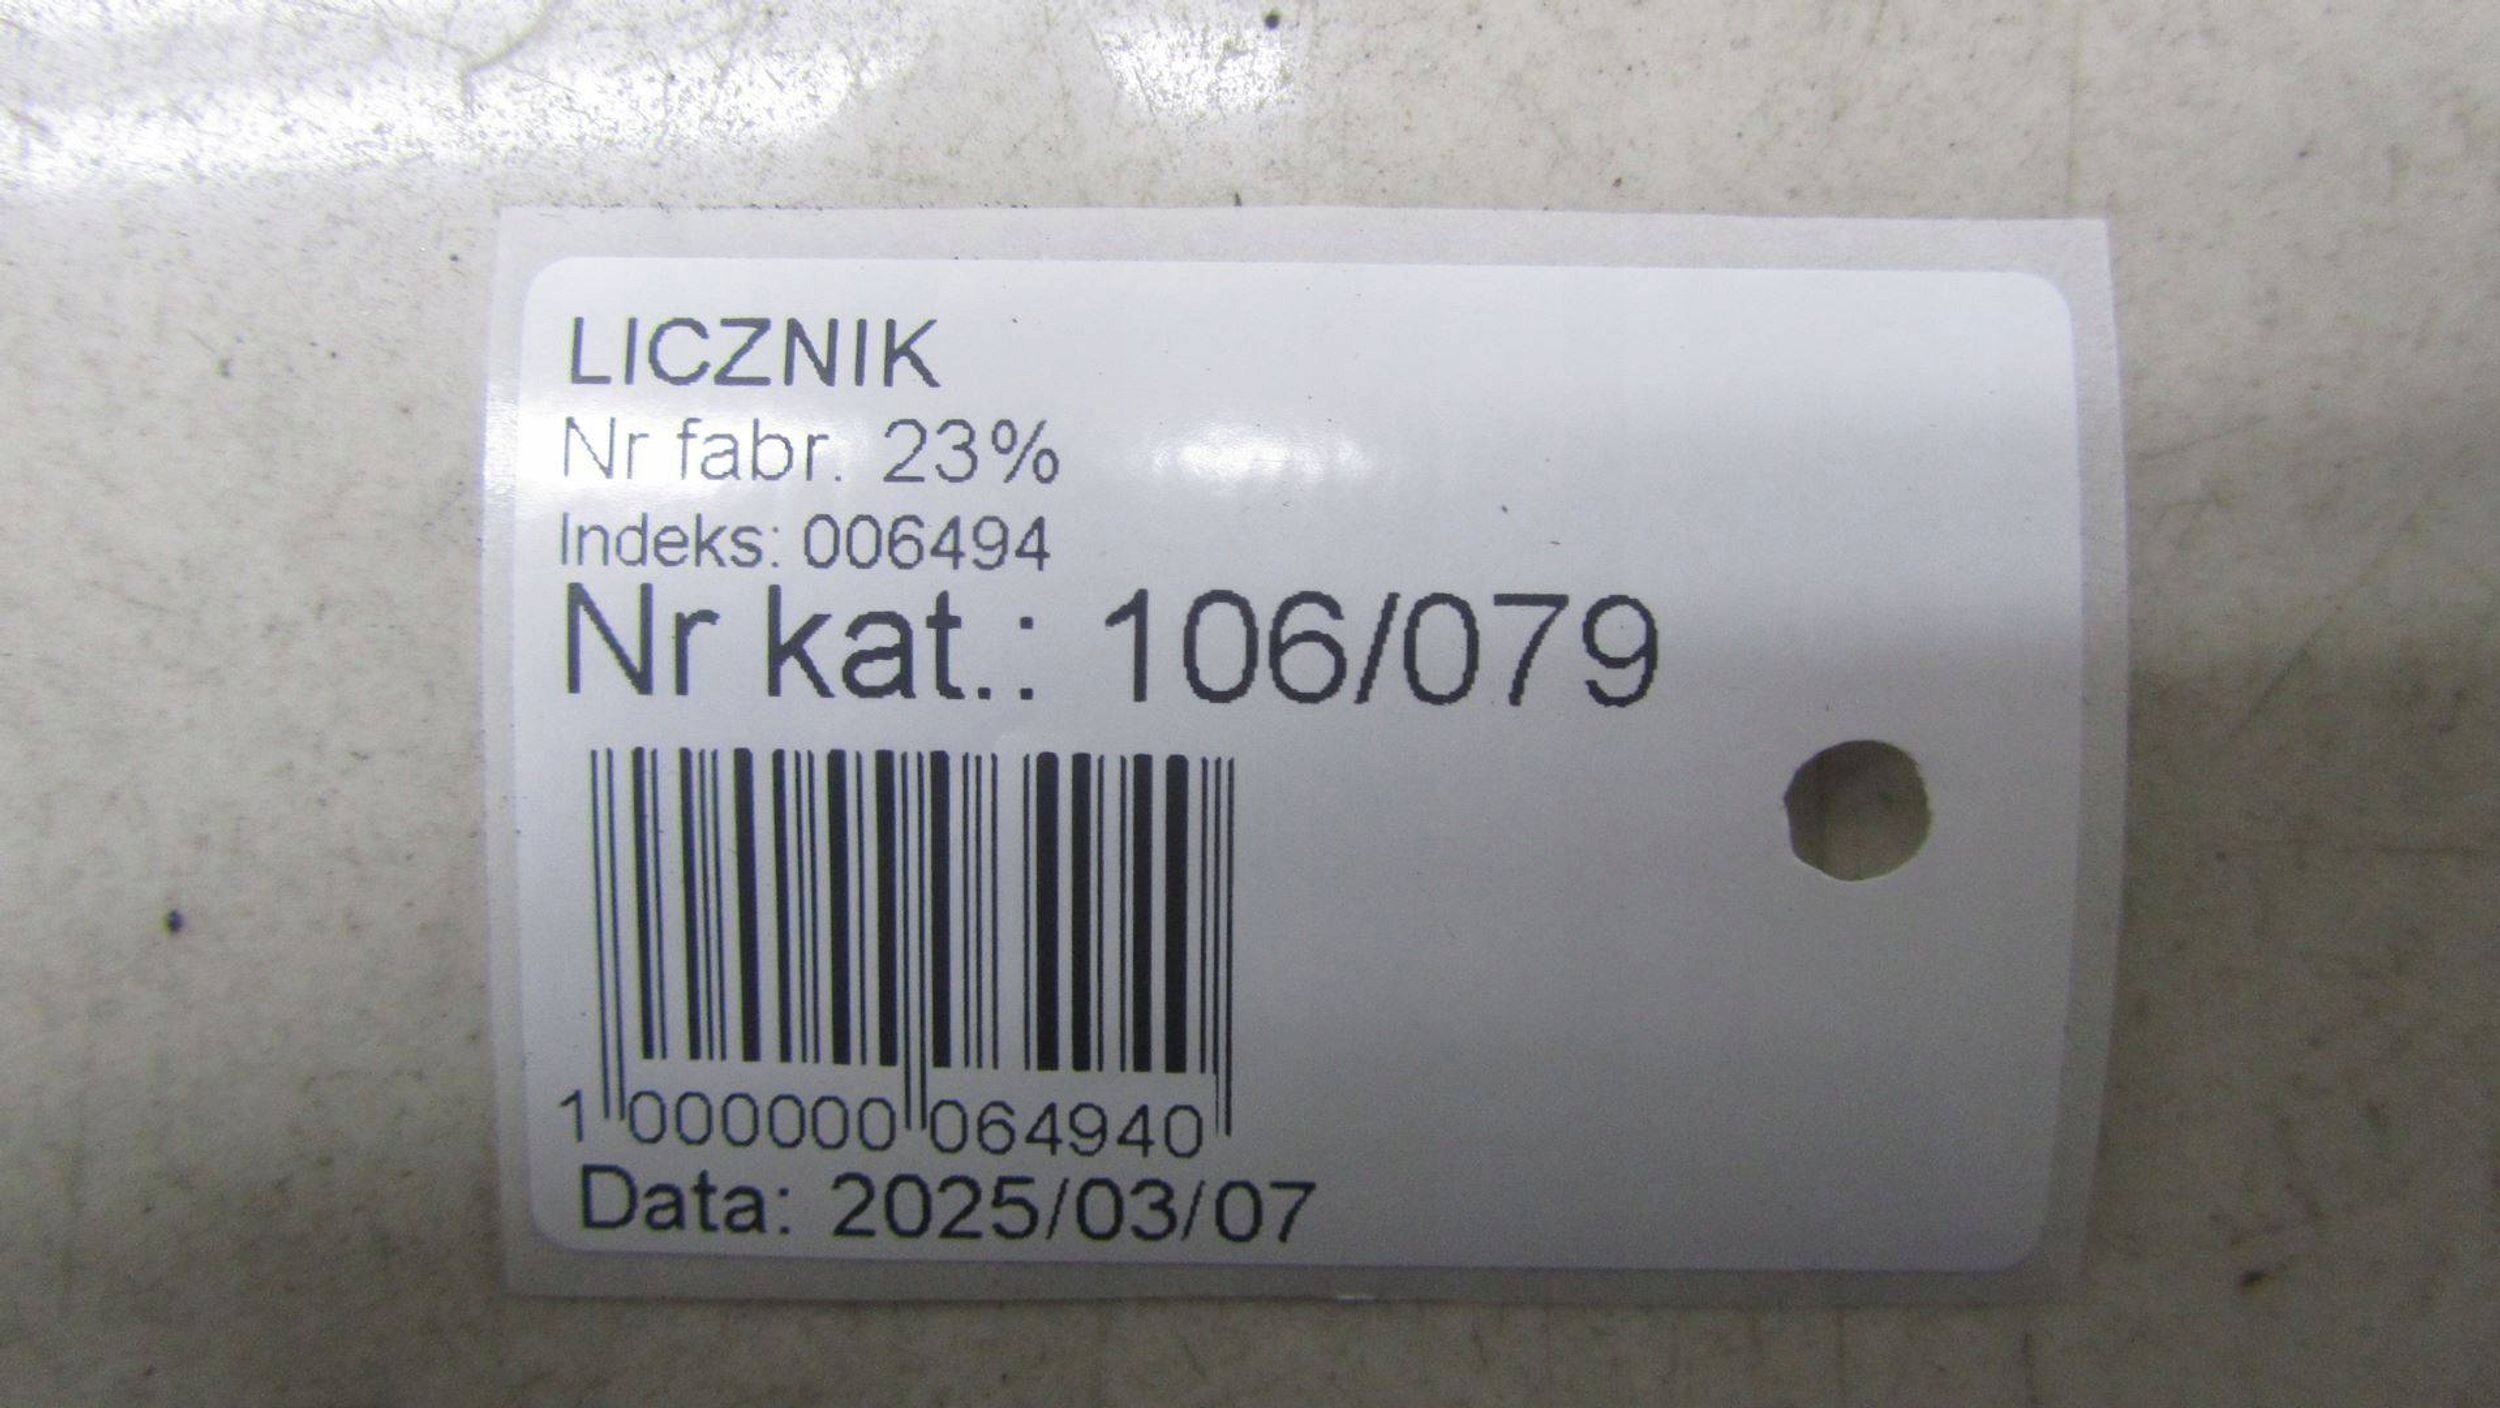 LICZNIK
Nr fabr. 23%
Indeks: 006494
Nr kat.: 106/079
1 000000 064940
Data: 2025/03/07